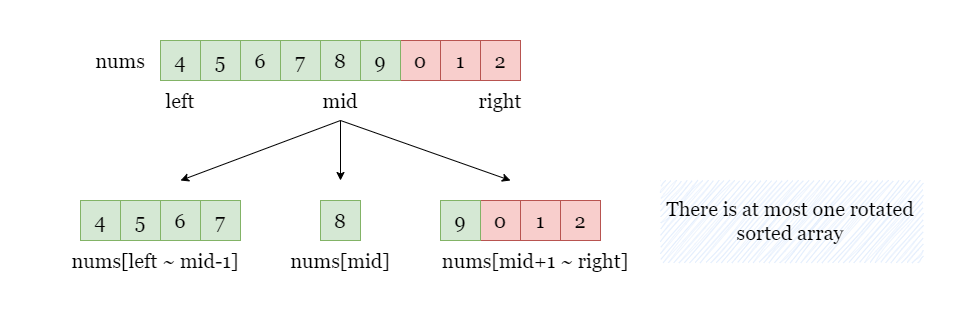 nums 4 5 6 7 8 9 0 1 2
left mid right
4 5 6 7 8 9 0 1 2
nums[left ~ mid-1] nums[mid] nums[mid+1 ~ right]
There is at most one rotated
sorted array